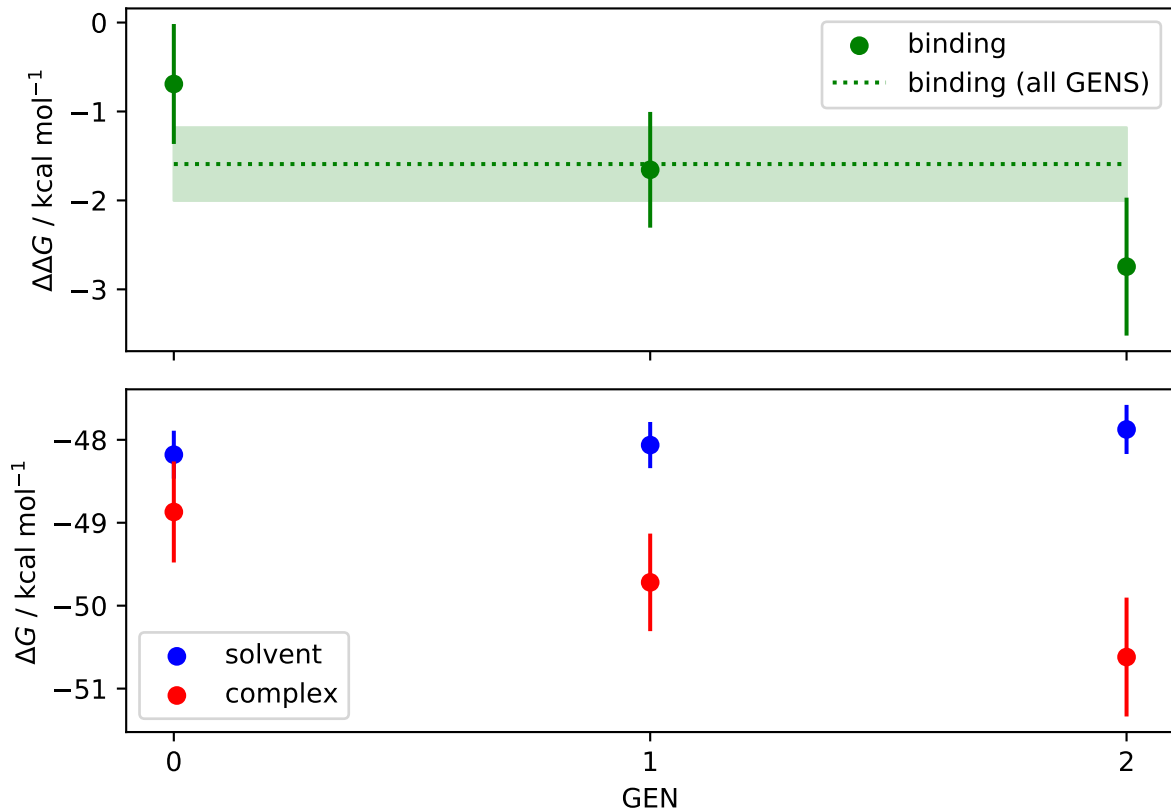 0
−1
−2
−3
ΔΔG / kcal mol⁻¹
binding
binding (all GENS)
−48
−49
−50
−51
ΔG / kcal mol⁻¹
solvent
complex
0 1 2
GEN